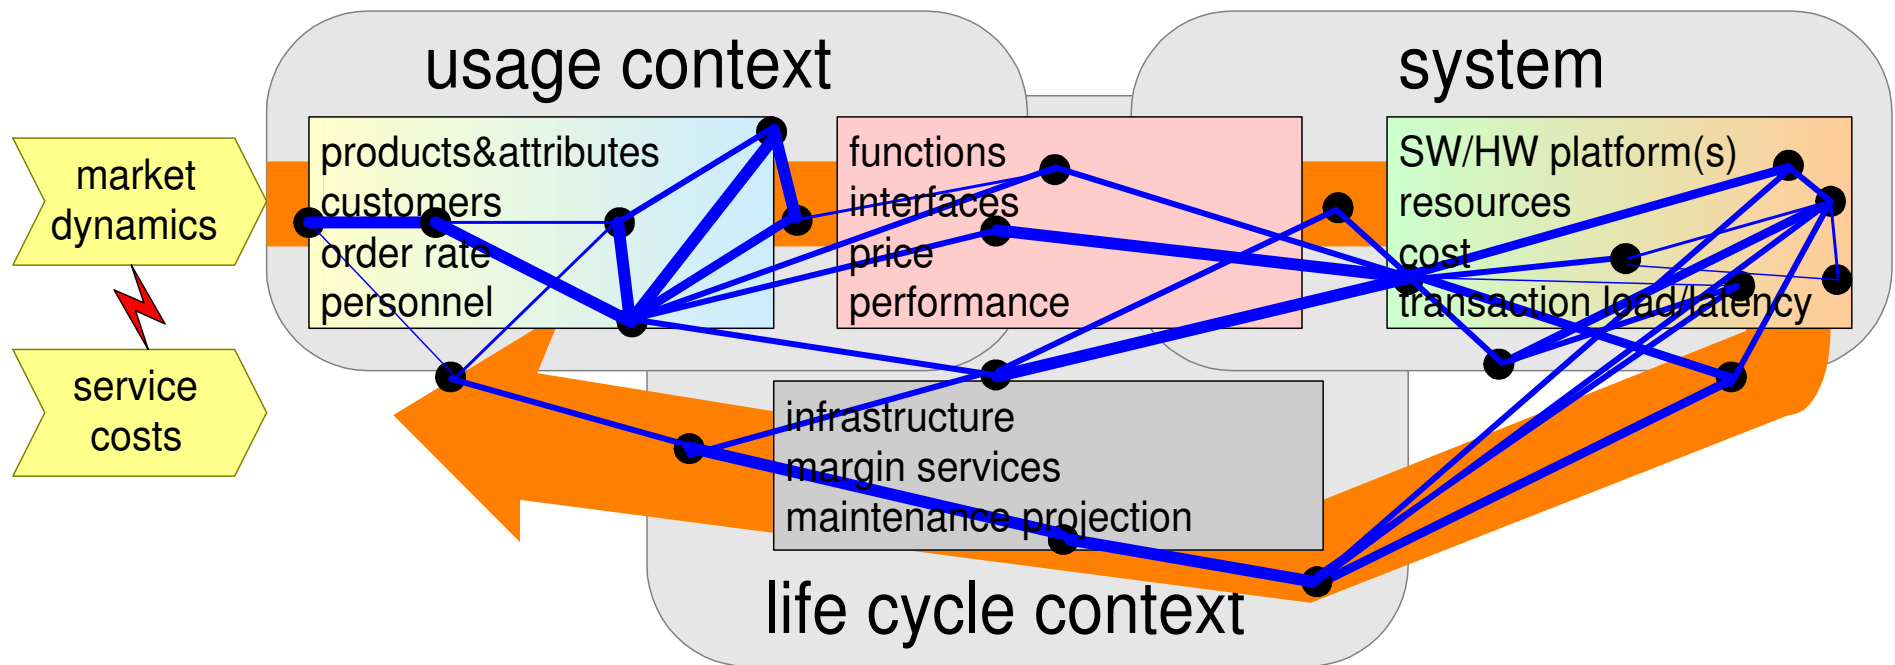 usage context
system
market
dynamics
products&attributes
customers
order rate
personnel
functions
interfaces
price
performance
SW/HW platform(s)
resources
cost
transaction load/latency
service
costs
infrastructure
margin services
maintenance projection
life cycle context